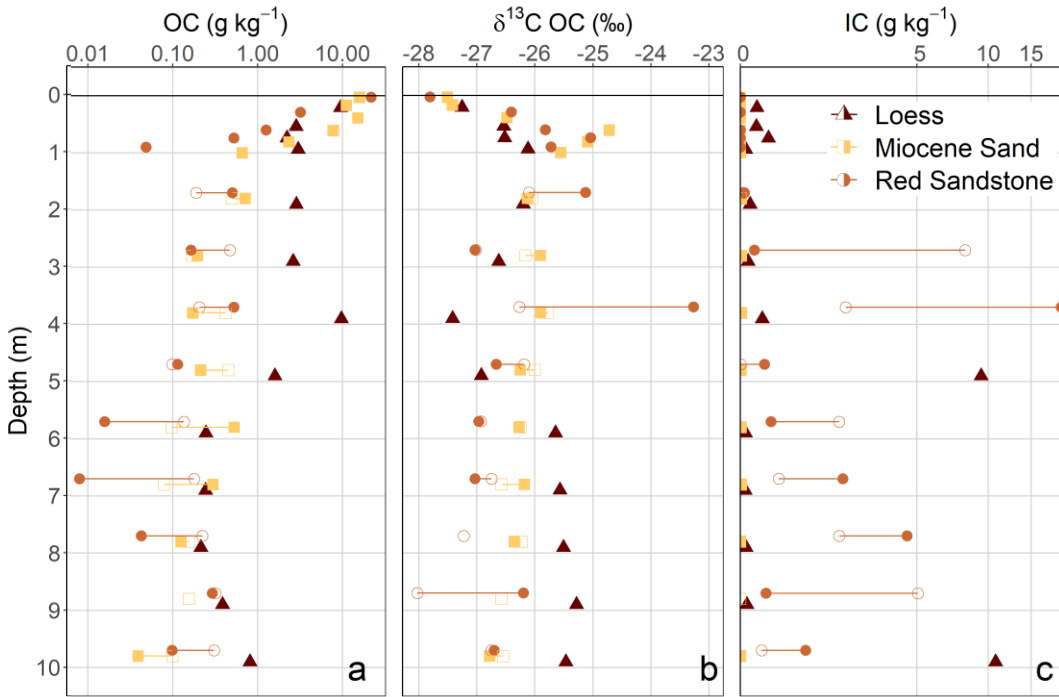 OC (g kg⁻¹)
δ¹³C OC (‰)
IC (g kg⁻¹)
0.01 0.10 1.00 10.00
-28 -27 -26 -25 -24 -23
0 5 10 15
Depth (m)
0
1
2
3
4
5
6
7
8
9
10
Loess
Miocene Sand
Red Sandstone
a
b
c